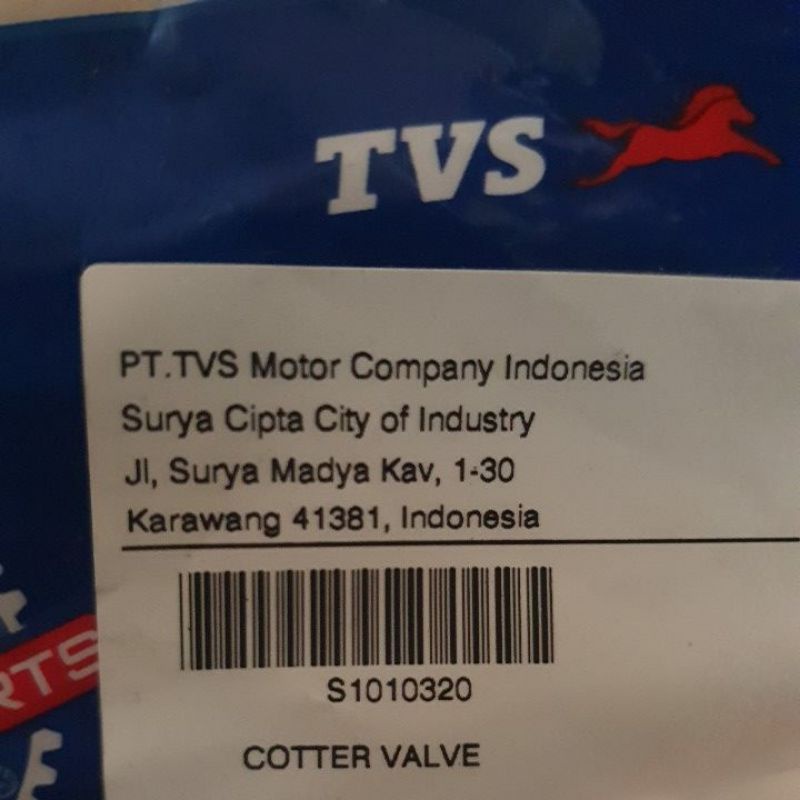 TVS
PT.TVS Motor Company Indonesia
Surya Cipta City of Industry
Jl, Surya Madya Kav, 1-30
Karawang 41381, Indonesia
S1010320
COTTER VALVE